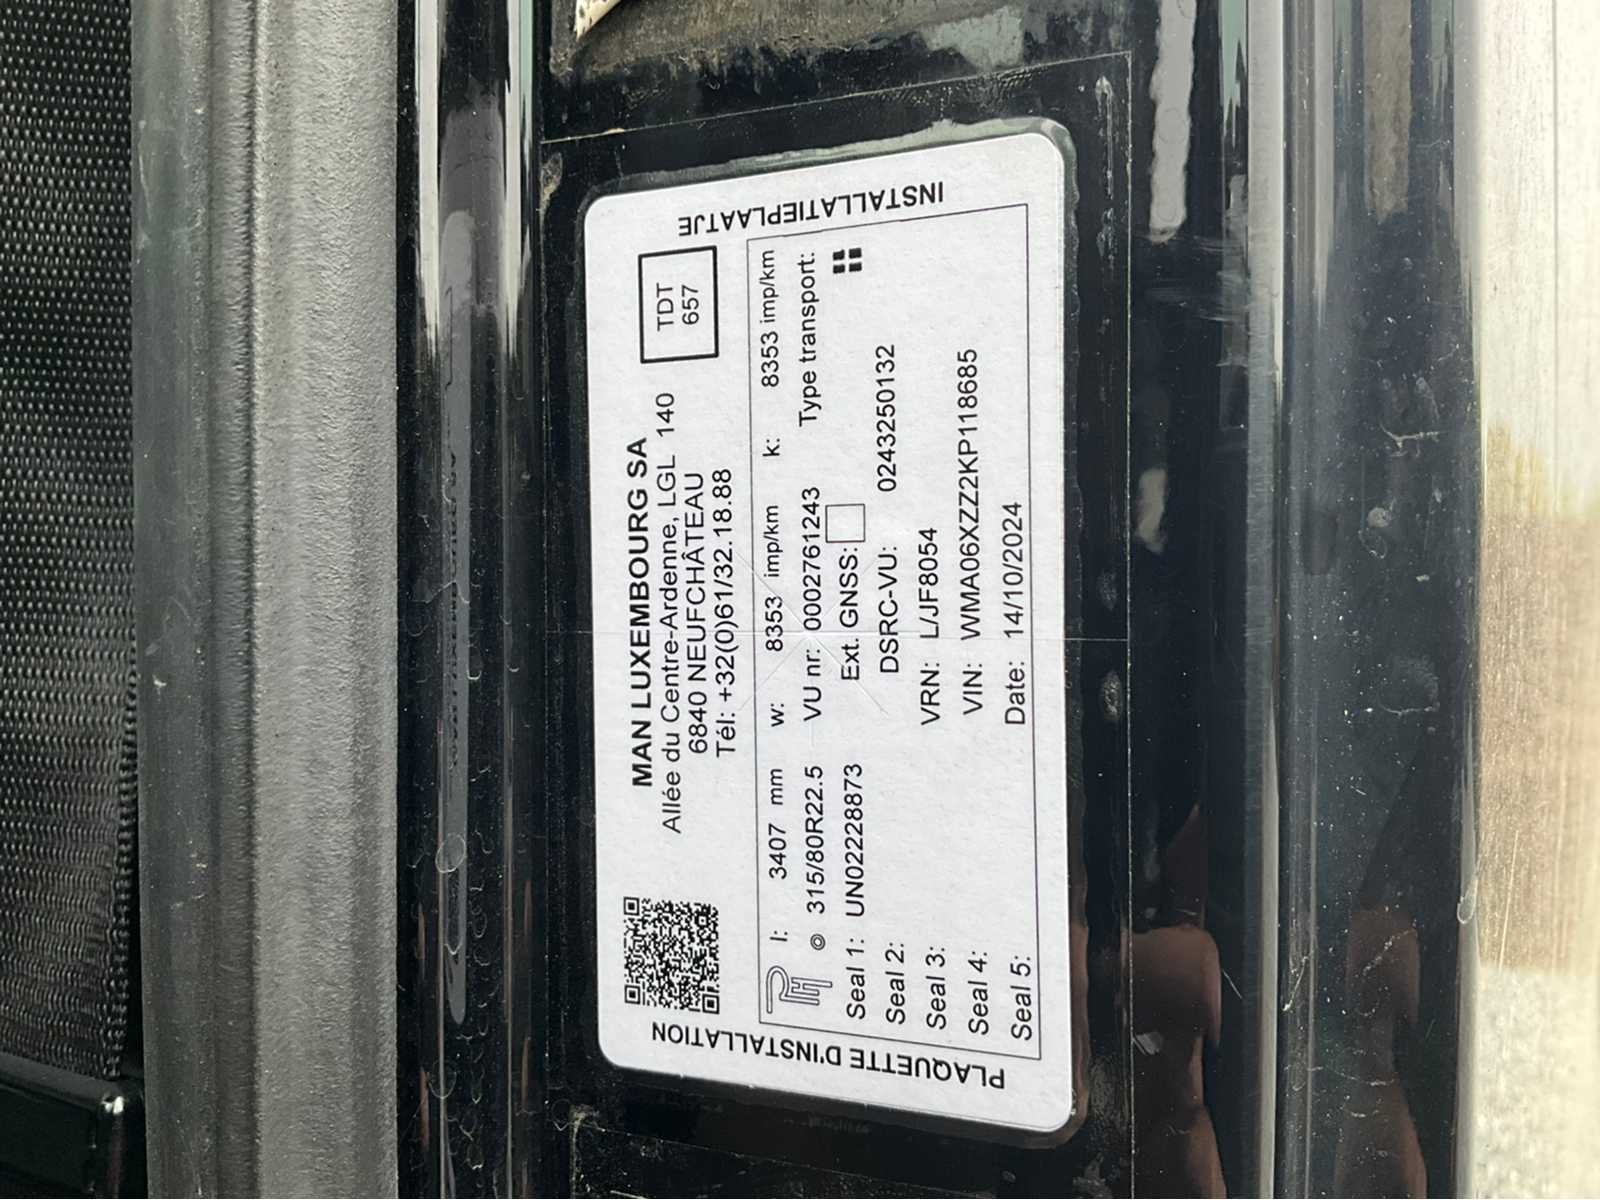 PLAQUETTE D'INSTALLATION
MAN LUXEMBOURG SA
Allée du Centre-Ardenne, LGL 140
6840 NEUFCHÂTEAU
Tél: +32(0)61/32.18.88
TDT
657
l: 3407 mm w: 8353 imp/km k: 8353 imp/km
315/80R22.5 VU nr: 0002761243 Type transport:
Seal 1: UN02228873 Ext. GNSS:
Seal 2: DSRC-VU: 0243250132
Seal 3: VRN: L/JF8054
Seal 4: VIN: WMA06XZZ2KP118685
Seal 5: Date: 14/10/2024
INSTALLATIEPLAATJE